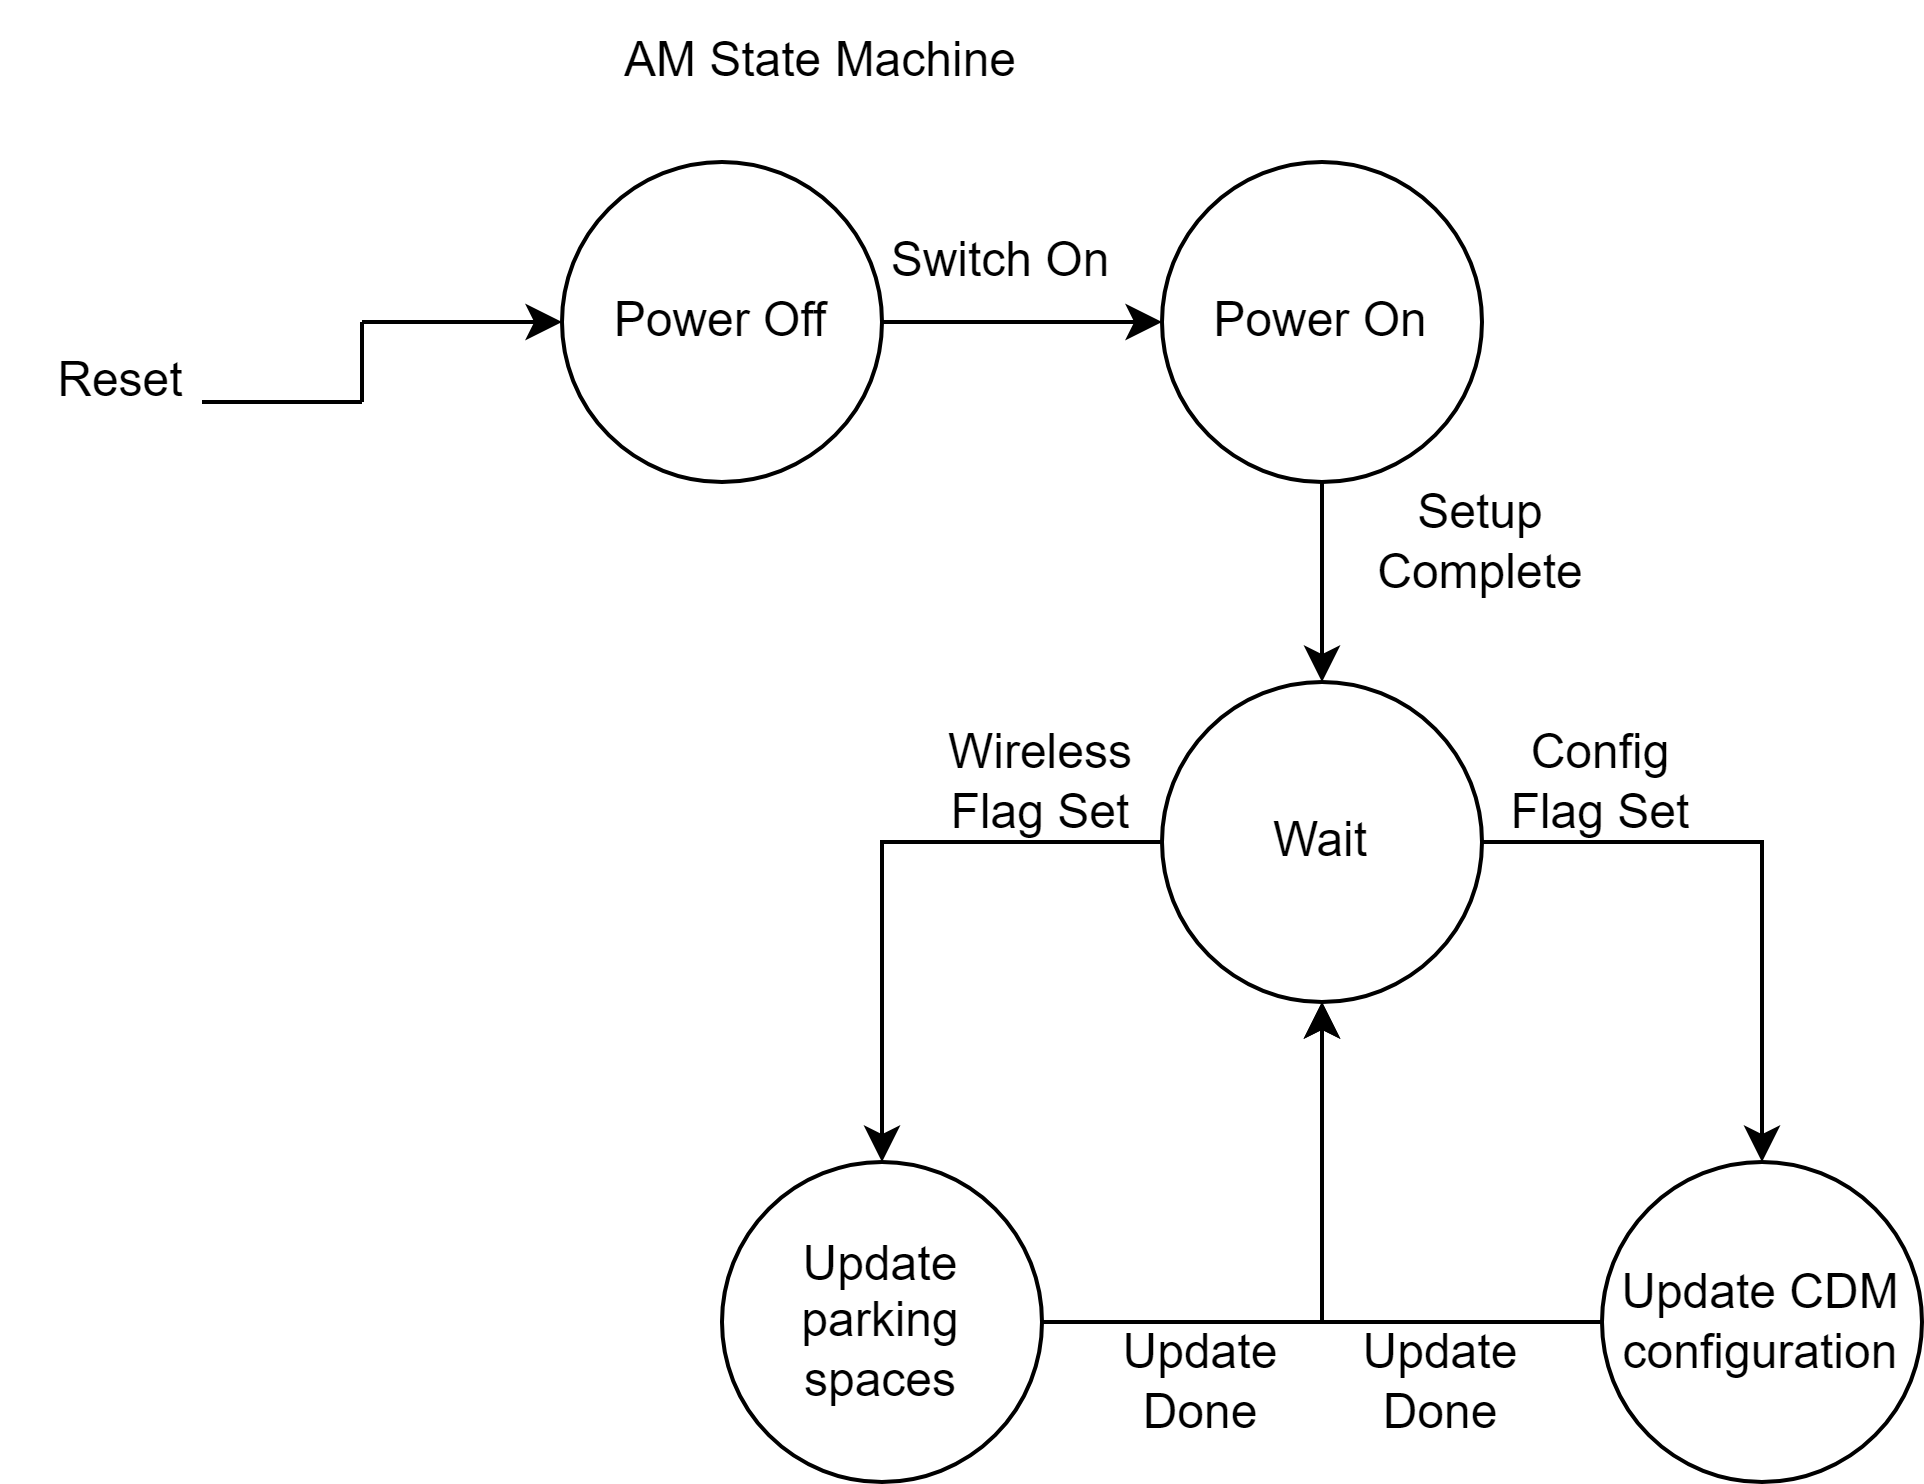 AM State Machine
Switch On
Power Off
Power On
Reset
Setup
Complete
Wireless
Flag Set
Config
Flag Set
Wait
Update
parking
spaces
Update CDM
configuration
Update
Done
Update
Done